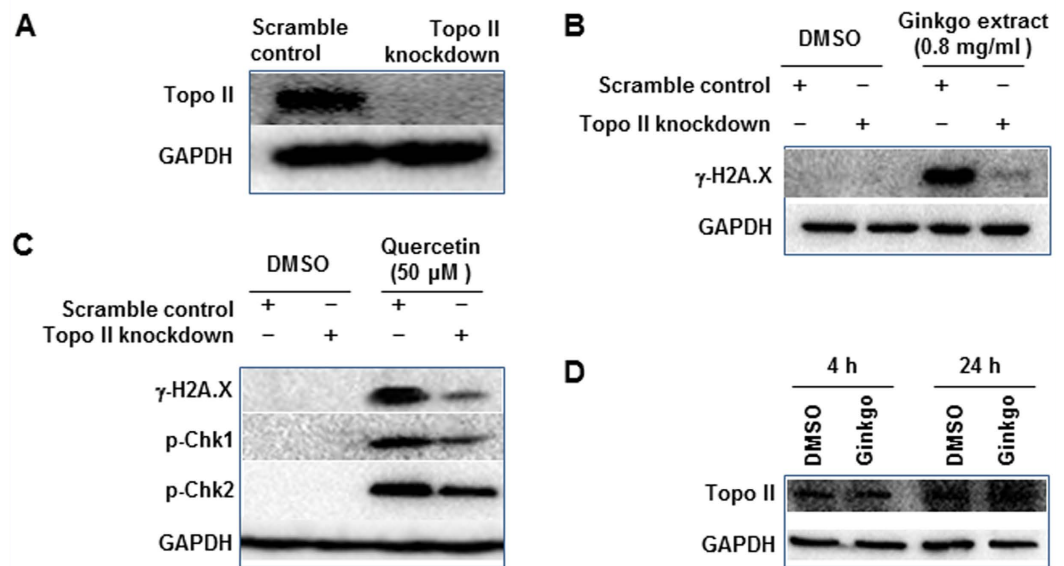 A
Scramble control
Topo II knockdown
Topo II
GAPDH
B
DMSO
Ginkgo extract
(0.8 mg/ml )
Scramble control + – + –
Topo II knockdown – + – +
γ-H2A.X
GAPDH
C
DMSO
Quercetin
(50 µM )
Scramble control + – + –
Topo II knockdown – + – +
γ-H2A.X
p-Chk1
p-Chk2
GAPDH
D
4 h 24 h
DMSO Ginkgo DMSO Ginkgo
Topo II
GAPDH